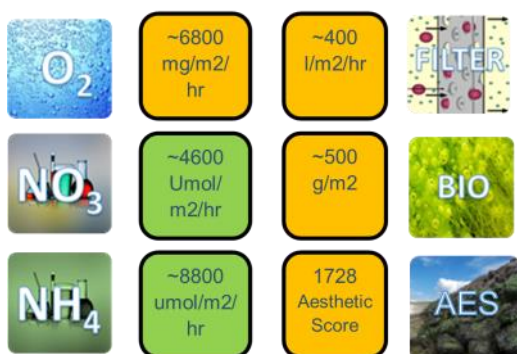 O2
~6800
mg/m2/
hr
~400
l/m2/hr
FILTER
NO3
~4600
Umol/
m2/hr
~500
g/m2
BIO
NH4
~8800
umol/m2/
hr
1728
Aesthetic
Score
AES